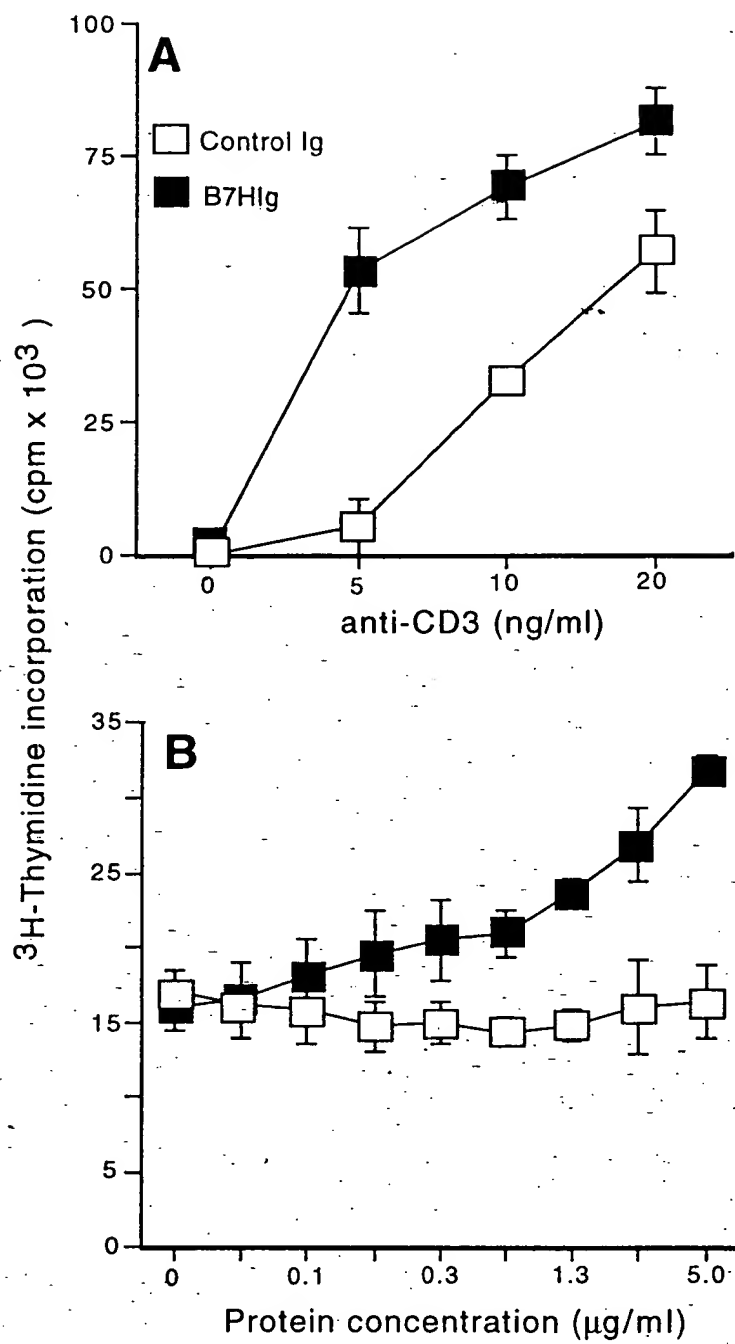 100
A
Control Ig
75
B7HIg
50
25
0
0 5 10 20
anti-CD3 (ng/ml)
³H-Thymidine incorporation (cpm x 10³ )
35
B
25
15
5
0
0 0.1 0.3 1.3 5.0
Protein concentration (µg/ml)